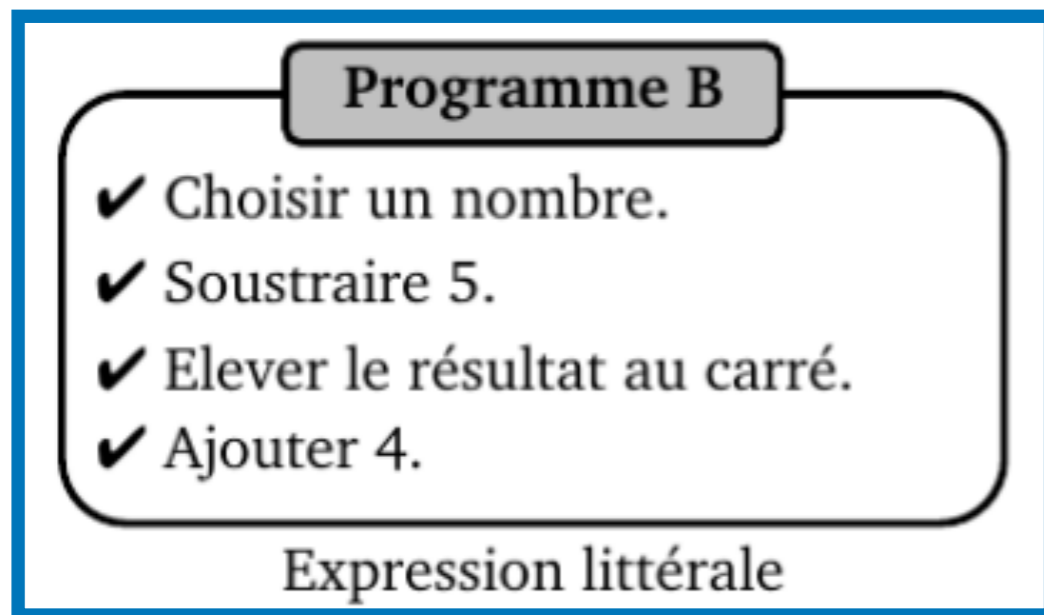 Programme B
✔ Choisir un nombre.
✔ Soustraire 5.
✔ Elever le résultat au carré.
✔ Ajouter 4.
Expression littérale